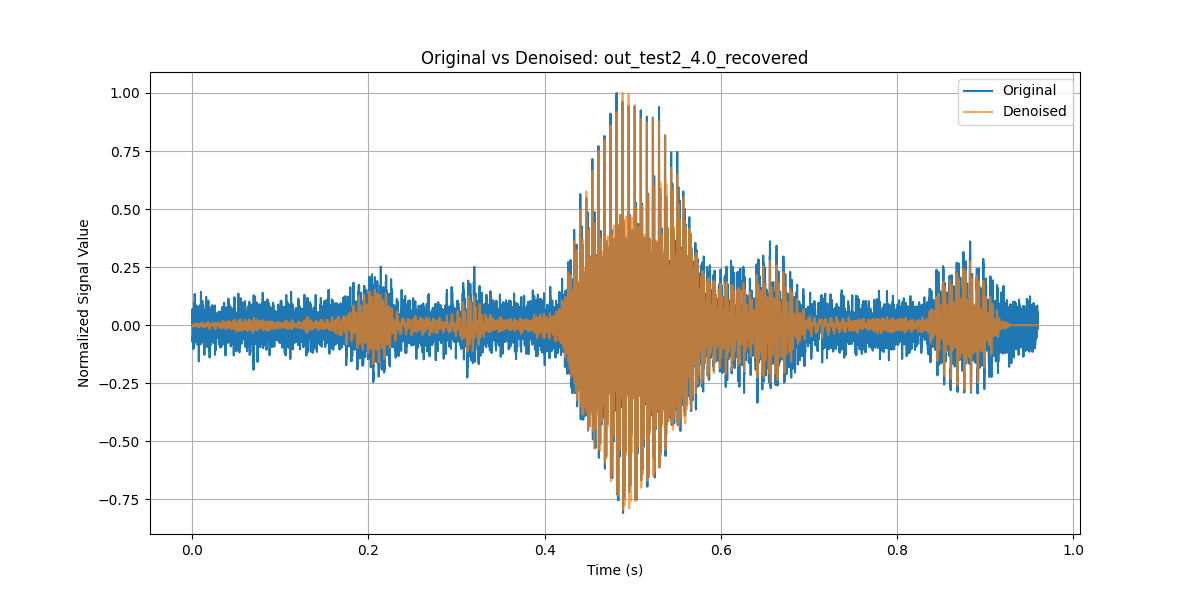 Original vs Denoised: out_test2_4.0_recovered
Original
Denoised
Normalized Signal Value
1.00
0.75
0.50
0.25
0.00
−0.25
−0.50
−0.75
0.0
0.2
0.4
0.6
0.8
1.0
Time (s)